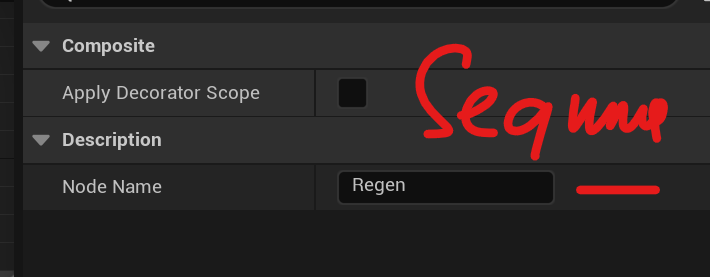 Composite
Apply Decorator Scope
Description
Node Name Regen